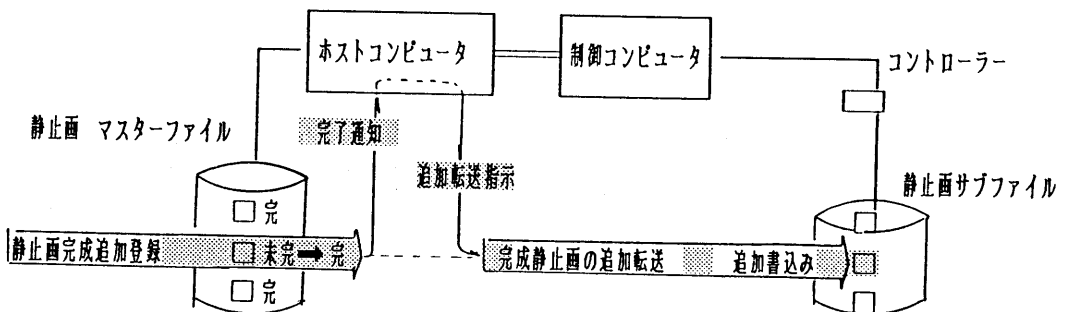 ホストコンピュータ
制御コンピュータ
コントローラー
静止画 マスターファイル
完了通知
追加転送指示
静止画サブファイル
完
静止画完成追加登録
未完➡完
完成静止画の追加転送
追加書込み
完